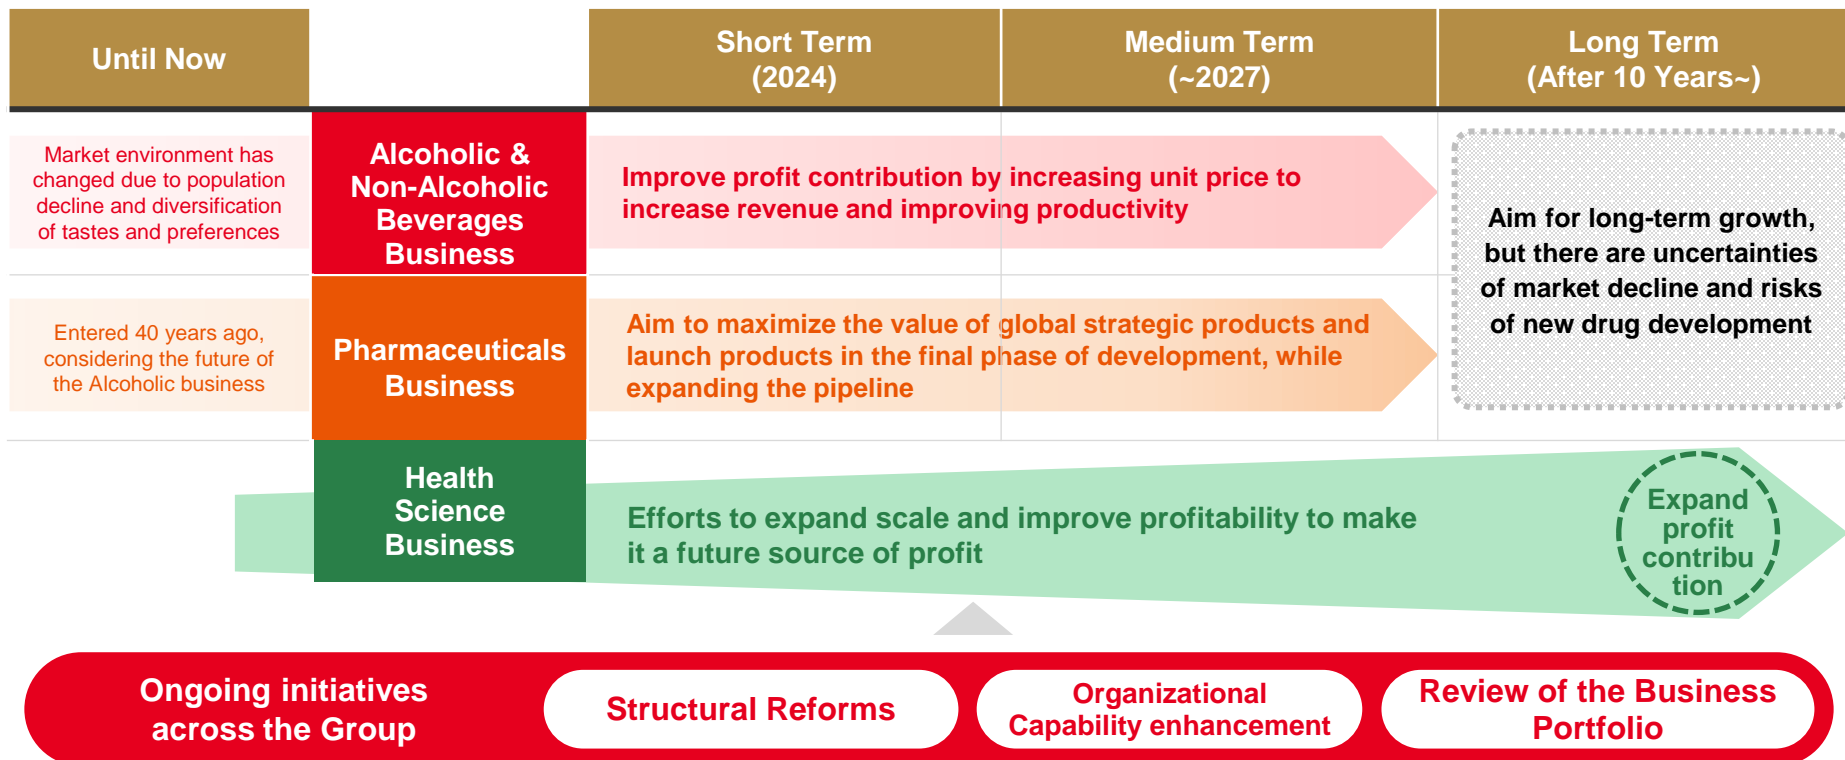 Until Now
Short Term
(2024)
Medium Term
(~2027)
Long Term
(After 10 Years~)
Market environment has
changed due to population
decline and diversification
of tastes and preferences
Alcoholic &
Non-Alcoholic
Beverages
Business
Improve profit contribution by increasing unit price to
increase revenue and improving productivity
Aim for long-term growth,
but there are uncertainties
of market decline and risks
of new drug development
Entered 40 years ago,
considering the future of
the Alcoholic business
Pharmaceuticals
Business
Aim to maximize the value of global strategic products and
launch products in the final phase of development, while
expanding the pipeline
Health
Science
Business
Efforts to expand scale and improve profitability to make
it a future source of profit
Expand
profit
contribu
tion
Ongoing initiatives
across the Group
Structural Reforms
Organizational
Capability enhancement
Review of the Business
Portfolio